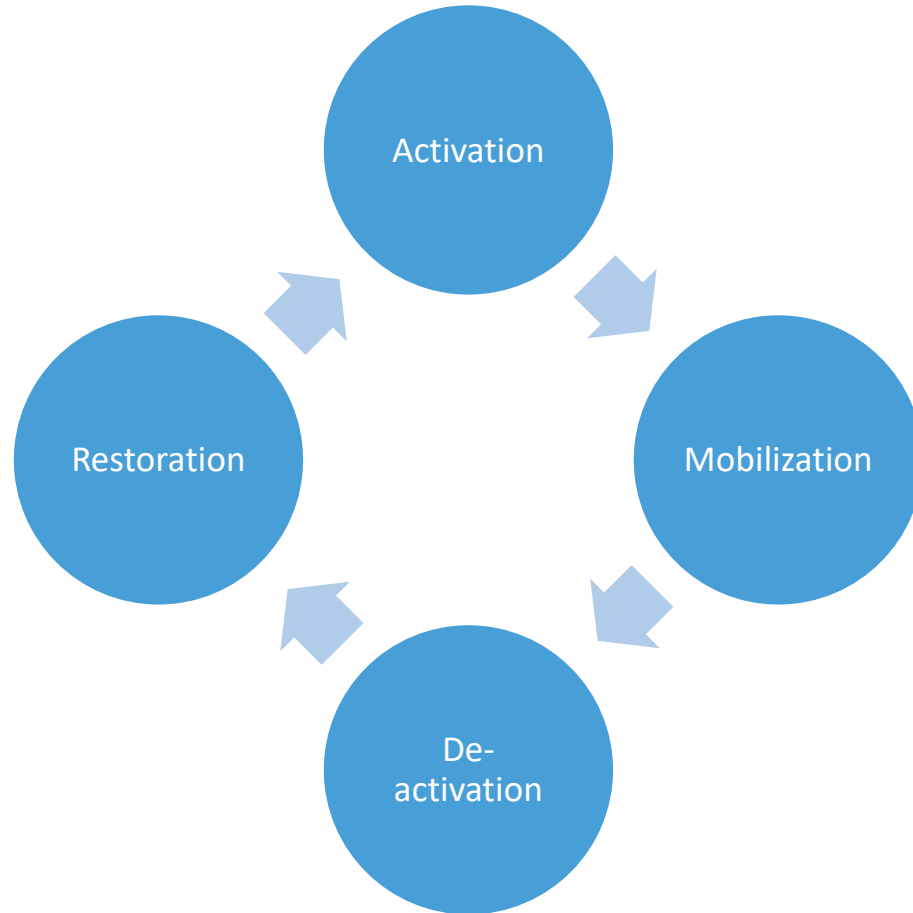 Activation
Restoration
Mobilization
De-
activation